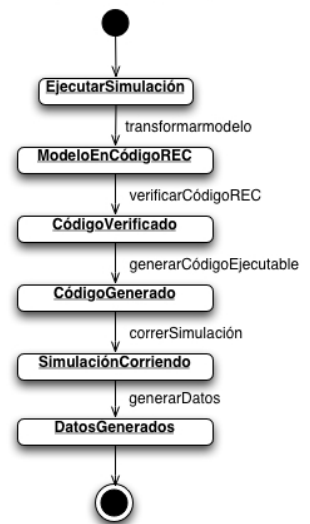 EjecutarSimulación
transformarmodelo
ModeloEnCódigoREC
verificarCódigoREC
CódigoVerificado
generarCódigoEjecutable
CódigoGenerado
correrSimulación
SimulaciónCorriendo
generarDatos
DatosGenerados